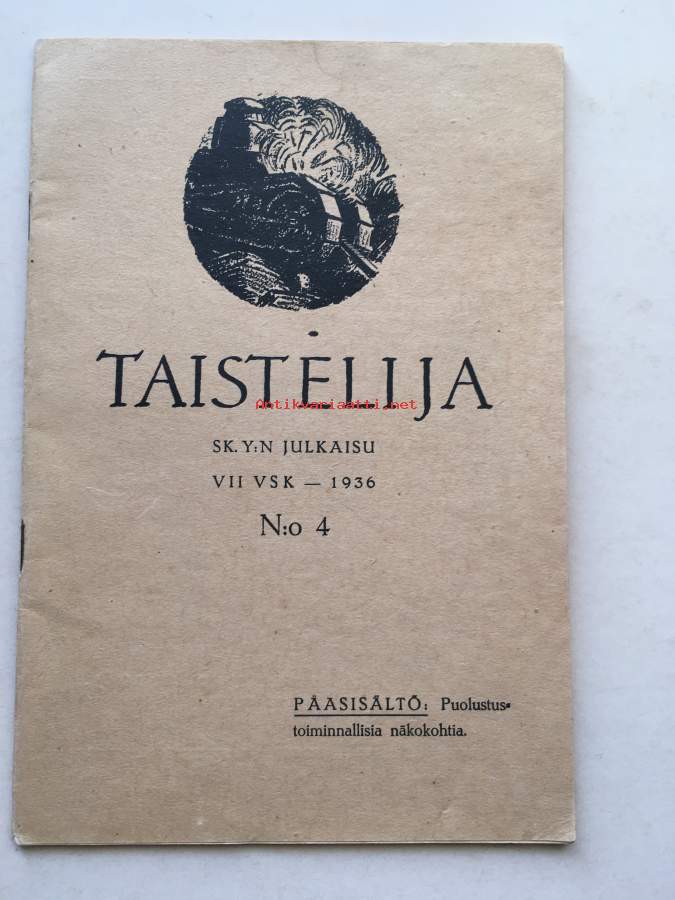 TAISTELIJA
Antikvariaatti.net
SK. Y:N JULKAISU
VII VSK — 1936
N:o 4
PÄÄSISÄLTÖ: Puolustus-
toiminnallisia näkökohtia.